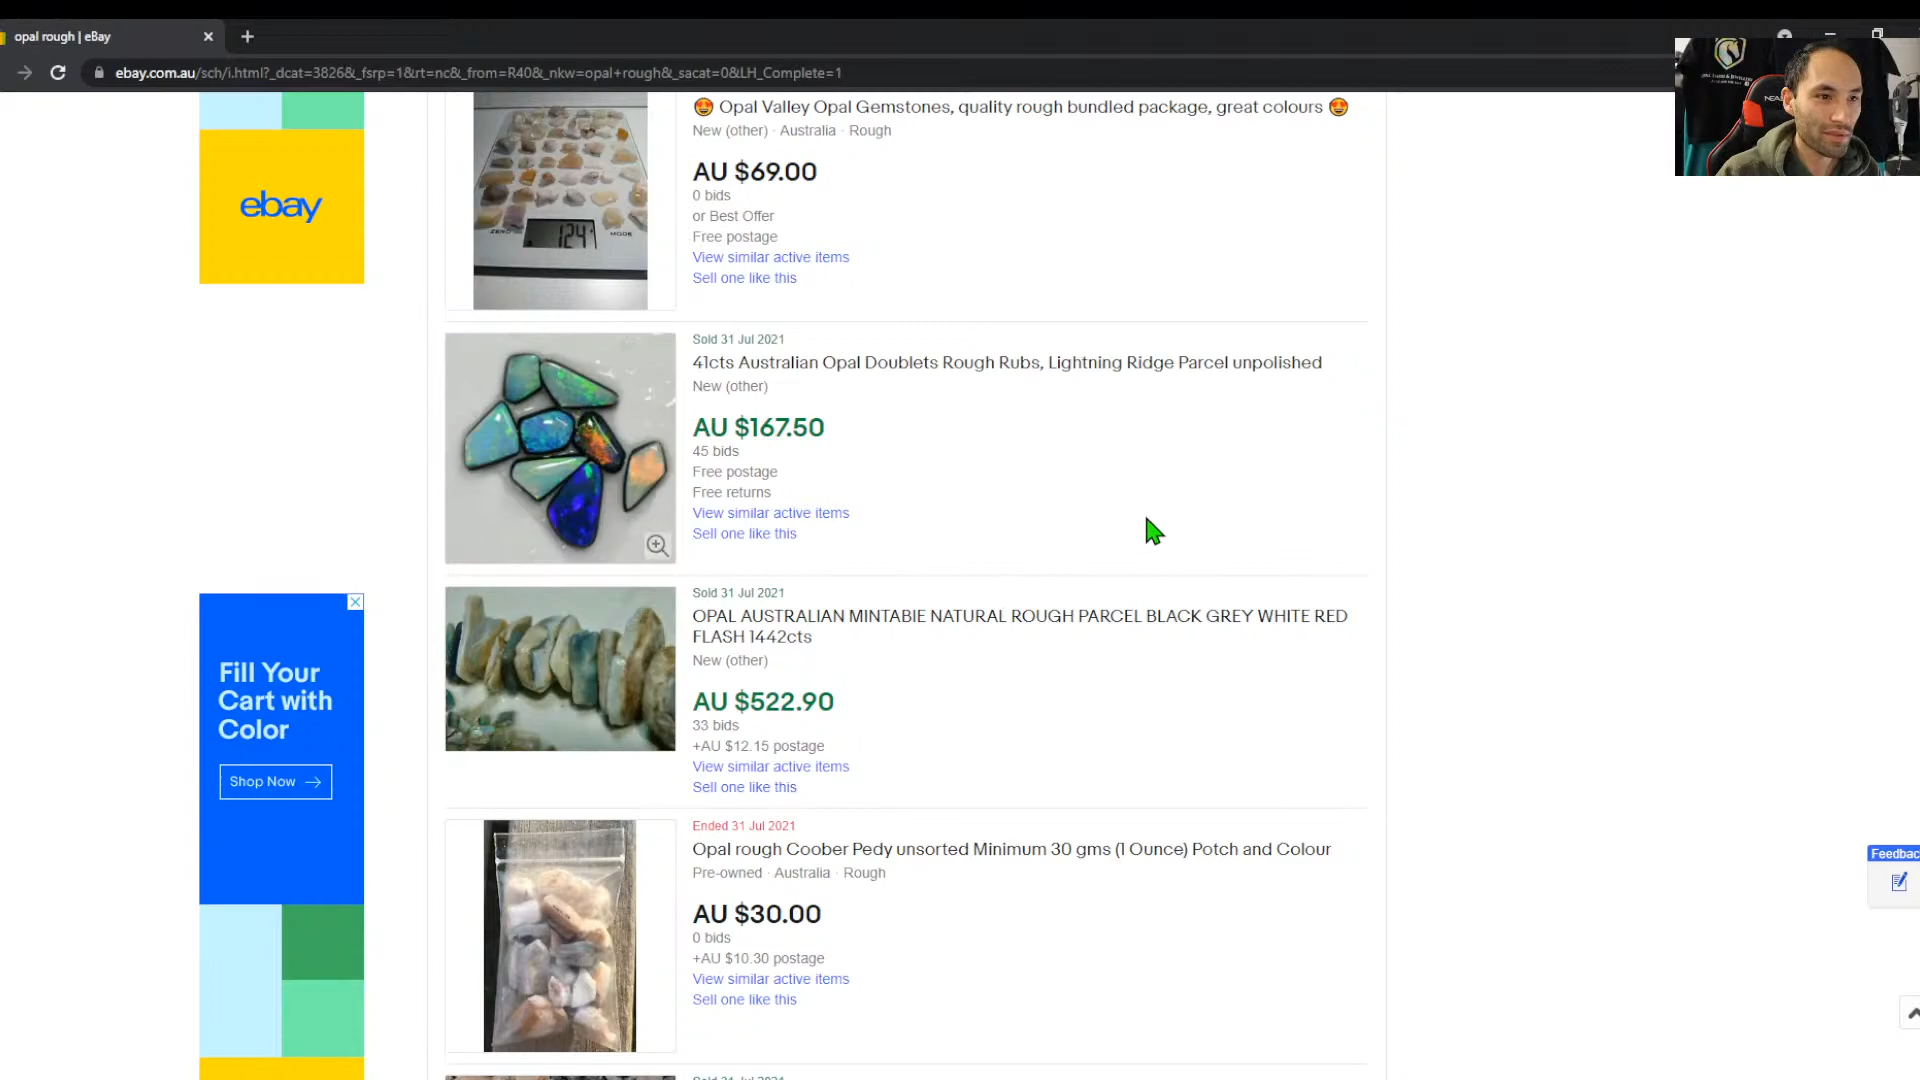 opal rough | eBay
ebay.com.au/sch/i.html?_dcat=3826&_fsrp=1&rt=nc&_from=R40&_nkw=opal+rough&_sacat=0&LH_Complete=1
Opal Valley Opal Gemstones, quality rough bundled package, great colours
New (other) · Australia · Rough
AU $69.00
0 bids
or Best Offer
Free postage
View similar active items
Sell one like this
ZERO
124
MODE
ebay
Sold 31 Jul 2021
41cts Australian Opal Doublets Rough Rubs, Lightning Ridge Parcel unpolished
New (other)
AU $167.50
45 bids
Free postage
Free returns
View similar active items
Sell one like this
Sold 31 Jul 2021
OPAL AUSTRALIAN MINTABIE NATURAL ROUGH PARCEL BLACK GREY WHITE RED
FLASH 1442cts
New (other)
AU $522.90
33 bids
+AU $12.15 postage
View similar active items
Sell one like this
Fill Your
Cart with
Color
Shop Now
Ended 31 Jul 2021
Opal rough Coober Pedy unsorted Minimum 30 gms (1 Ounce) Potch and Colour
Pre-owned · Australia · Rough
AU $30.00
0 bids
+AU $10.30 postage
View similar active items
Sell one like this
Feedbac
Sold 31 Jul 2021